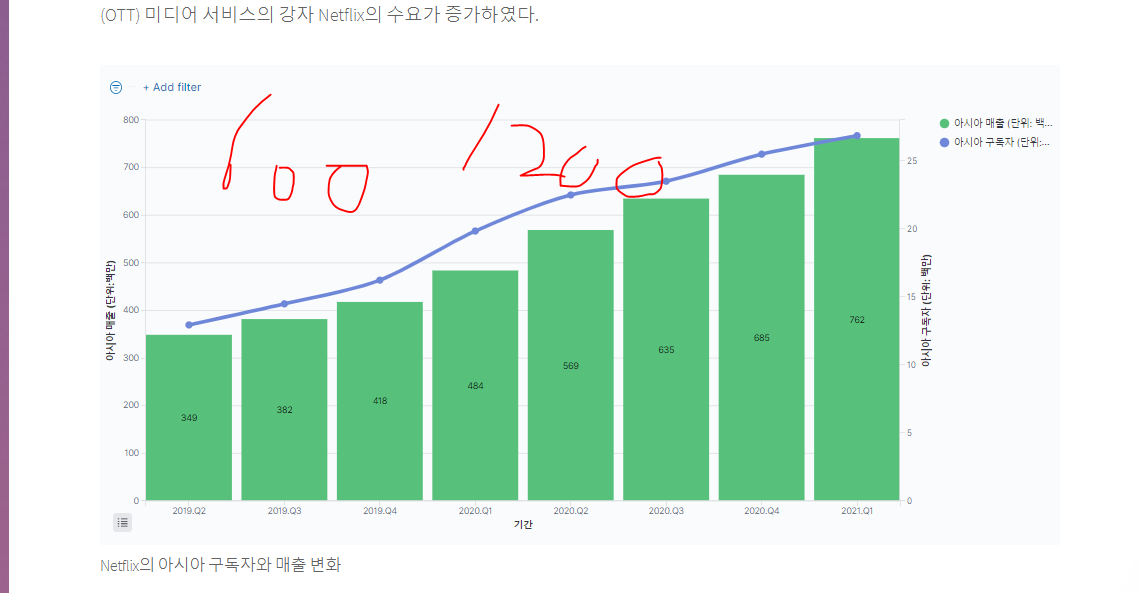 (OTT) 미디어 서비스의 강자 Netflix의 수요가 증가하였다.
+ Add filter
100
1200
아시아 매출 (단위: 백...
아시아 구독자 (단위:...
아시아 매출 (단위:백만)
800
700
600
500
400
300
200
100
0
349
382
418
484
569
635
685
762
25
20
15
10
5
0
아시아 구독자 (단위: 백만)
2019.Q2 2019.Q3 2019.Q4 2020.Q1 2020.Q2 2020.Q3 2020.Q4 2021.Q1
기간
Netflix의 아시아 구독자와 매출 변화